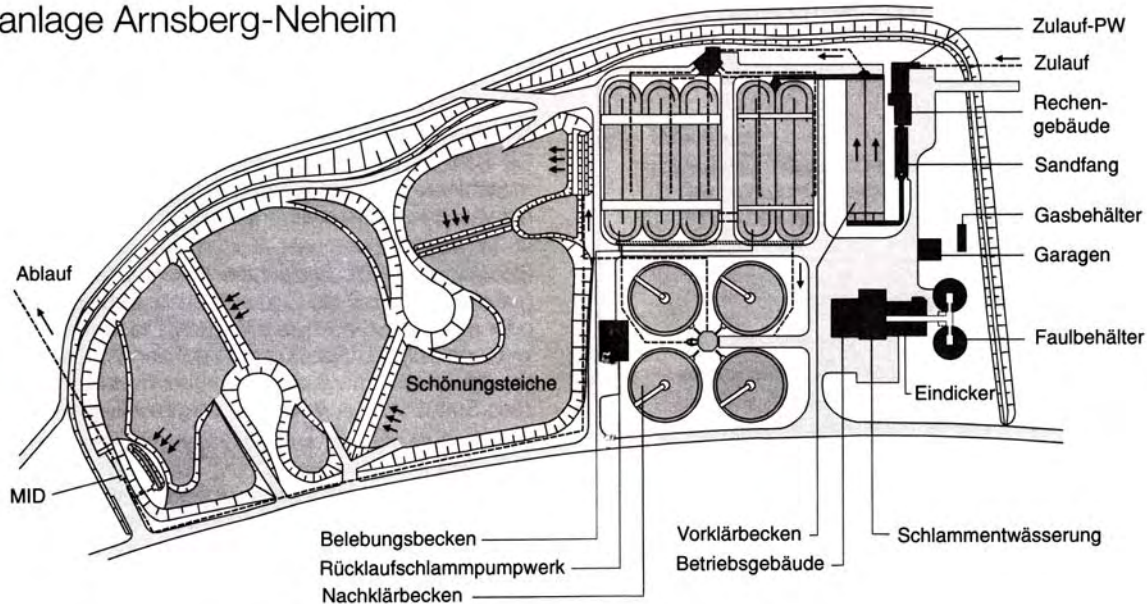 anlage Arnsberg-Neheim
Zulauf-PW
Zulauf
Rechen-
gebäude
Sandfang
Gasbehälter
Garagen
Faulbehälter
Eindicker
Ablauf
Schönungsteiche
MID
Belebungsbecken
Rücklaufschlammpumpwerk
Nachklärbecken
Vorklärbecken
Betriebsgebäude
Schlammentwässerung